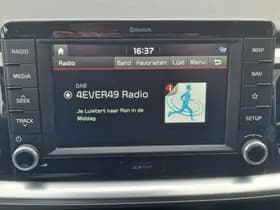 Bluetooth
RADIO
MEDIA
SEEK
TRACK
MAP
NAV
SETUP
16:37
Radio
Band Favorieten Lijst Menu
DAB
4EVER49 Radio
Je Luistert naar Ron in de
Middag